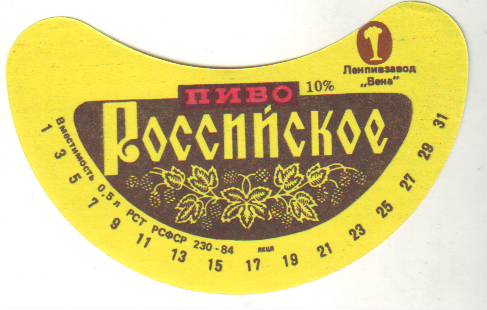 Ленпивзавод
„Вена"
ПИВО 10%
Российское
Вместимость 0,5 л РСТ РСФСР 230-84
1 3 5 7 9 11 13 15 17 19 21 23 25 27 29 31